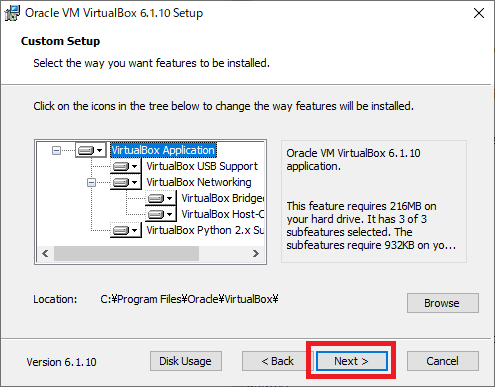 Oracle VM VirtualBox 6.1.10 Setup
Custom Setup
Select the way you want features to be installed.
Click on the icons in the tree below to change the way features will be installed.
VirtualBox Application
VirtualBox USB Support
VirtualBox Networking
VirtualBox Bridge
VirtualBox Host-C
VirtualBox Python 2.x Su
Oracle VM VirtualBox 6.1.10
application.
This feature requires 216MB on
your hard drive. It has 3 of 3
subfeatures selected. The
subfeatures require 932KB on yo...
Location: C:¥Program Files¥Oracle¥VirtualBox¥
Browse
Version 6.1.10 Disk Usage < Back Next > Cancel